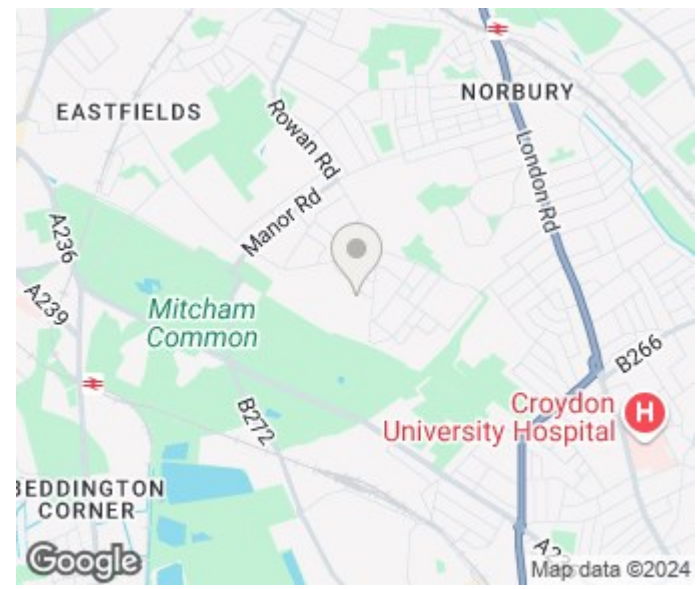 NORBURY
EASTFIELDS
Rowan Rd
London Rd
Manor Rd
A236
A239
Mitcham
Common
B266
Croydon
University Hospital
H
B272
BEDDINGTON
CORNER
Google
Map data ©2024